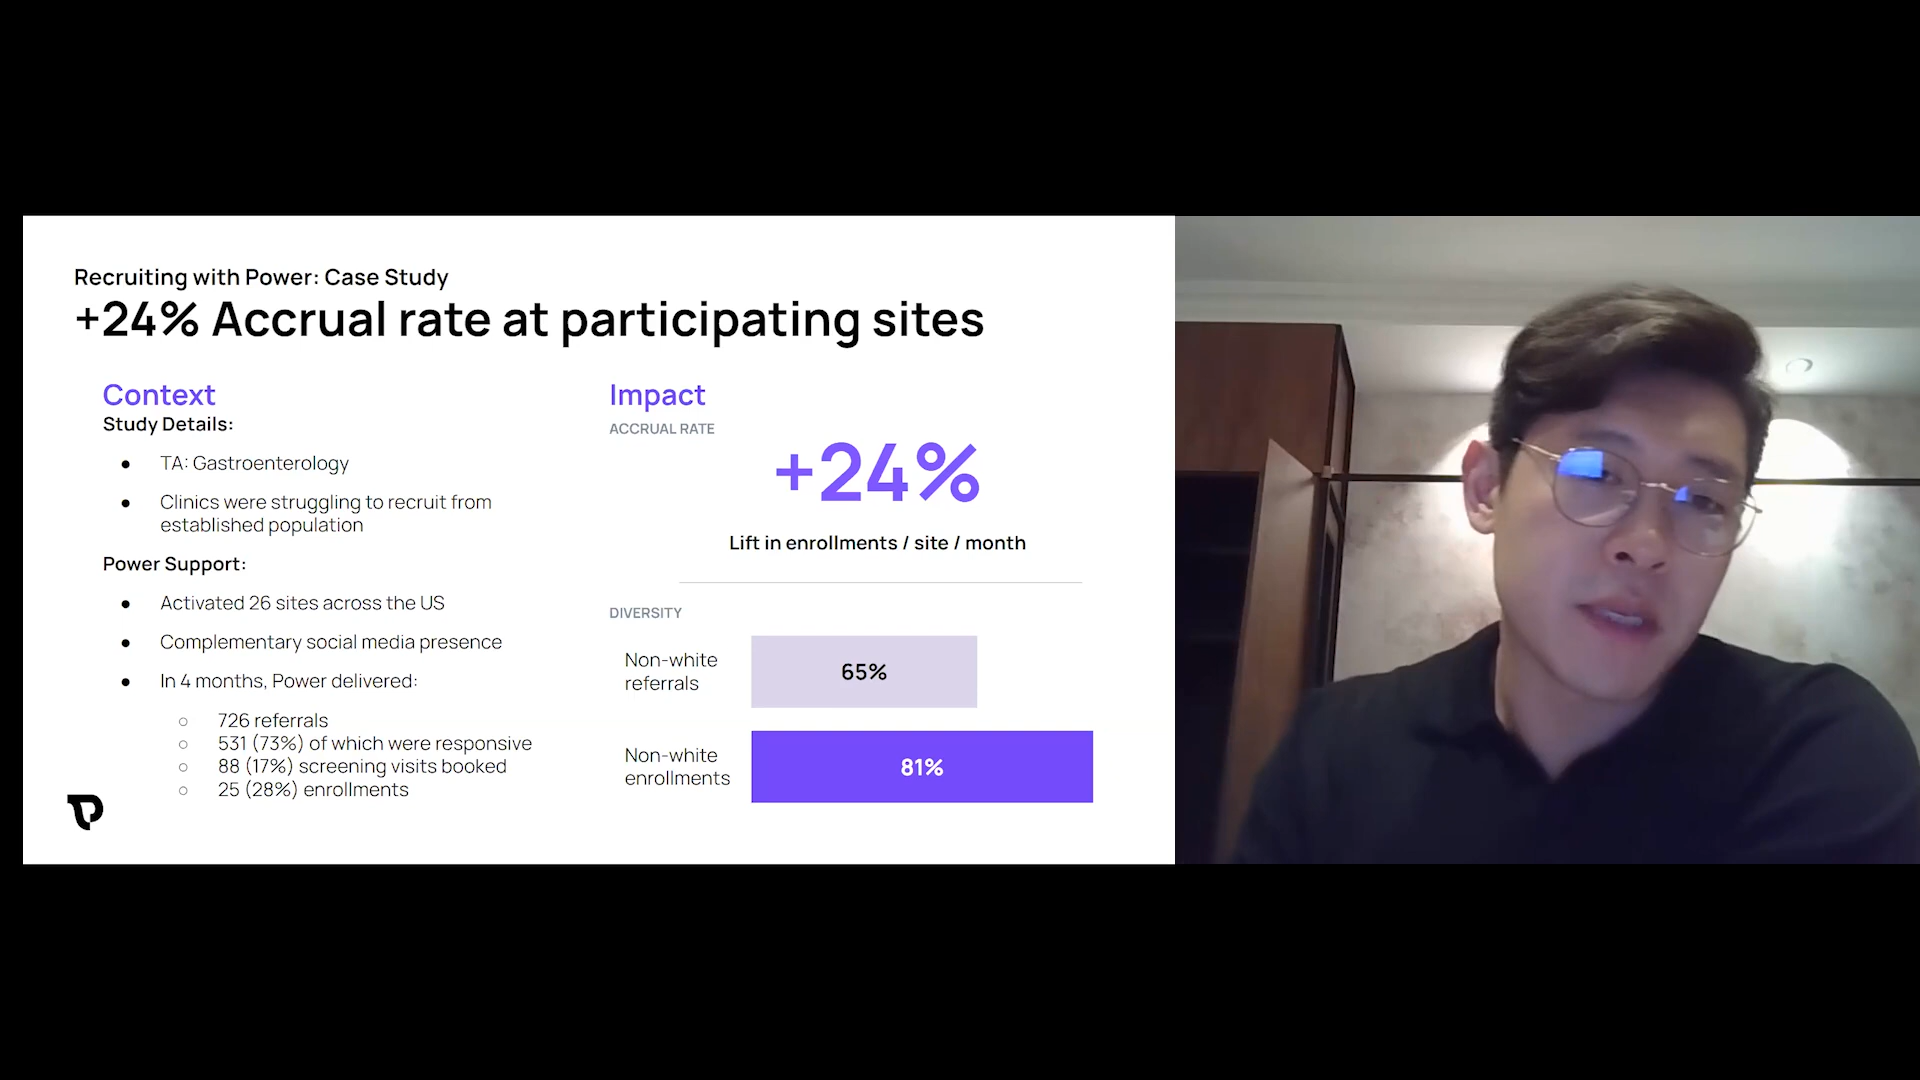 Recruiting with Power: Case Study
+24% Accrual rate at participating sites
Context
Study Details:
● TA: Gastroenterology
● Clinics were struggling to recruit from
established population
Power Support:
● Activated 26 sites across the US
● Complementary social media presence
● In 4 months, Power delivered:
○ 726 referrals
○ 531 (73%) of which were responsive
○ 88 (17%) screening visits booked
○ 25 (28%) enrollments
Impact
ACCRUAL RATE
+24%
Lift in enrollments / site / month
DIVERSITY
Non-white
referrals
65%
Non-white
enrollments
81%